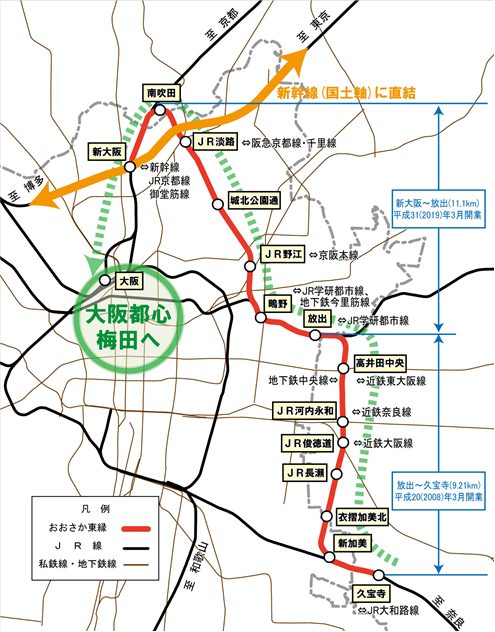 至 京都
至 東京
南吹田
新幹線(国土軸)に直結
JR淡路
⇔阪急京都線・千里線
新大阪
⇔新幹線
JR京都線
御堂筋線
至 博多
新大阪〜放出(11.1km)
平成31(2019)年3月開業
城北公園通
JR野江
⇔京阪本線
大阪
大阪都心
梅田へ
⇔JR学研都市線、
地下鉄今里筋線
鴫野
放出
⇔JR学研都市線
高井田中央
地下鉄中央線⇔
⇔近鉄東大阪線
JR河内永和
⇔近鉄奈良線
JR俊徳道
⇔近鉄大阪線
JR長瀬
放出〜久宝寺(9.21km)
平成20(2008)年3月開業
衣摺加美北
新加美
久宝寺
⇔JR大和路線
至 奈良
至 和歌山
凡 例
おおさか東線
J R 線
私鉄線・地下鉄線